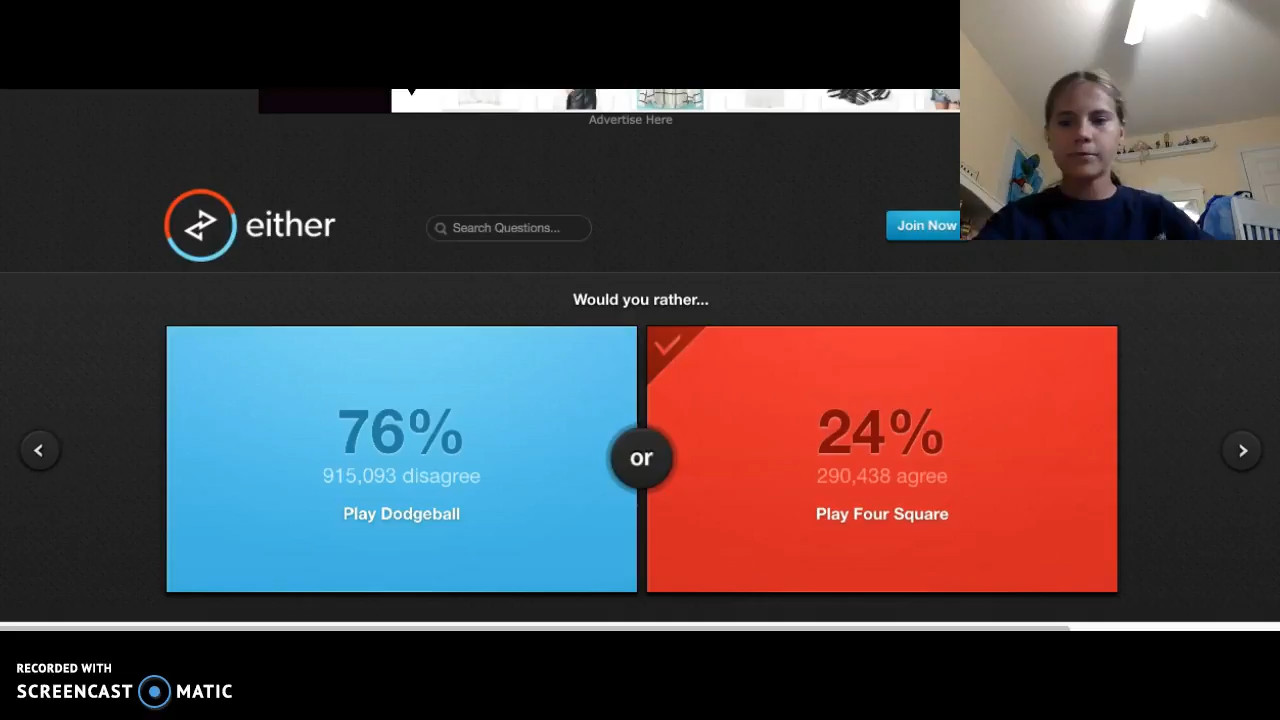 Advertise Here
either
Search Questions...
Join Now
Would you rather...
76%
915,093 disagree
Play Dodgeball
or
24%
290,438 agree
Play Four Square
RECORDED WITH
SCREENCAST MATIC